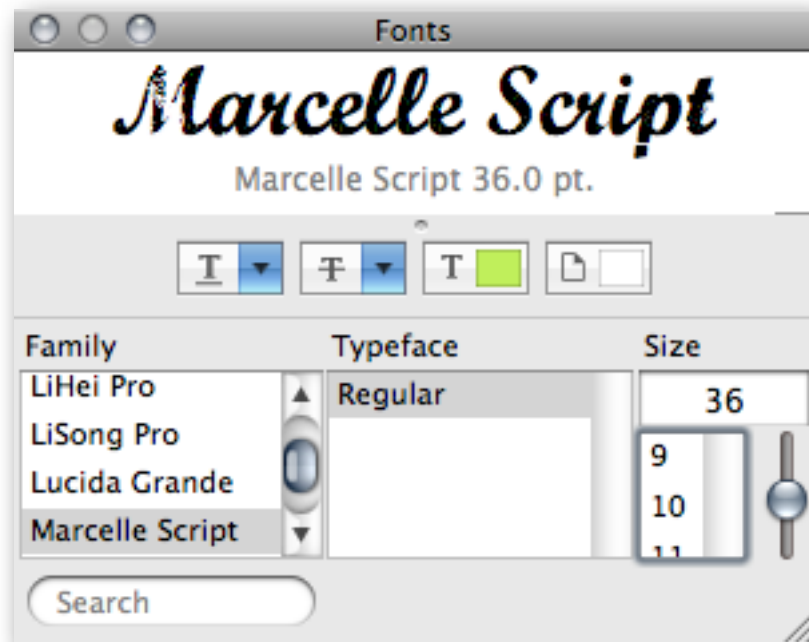 Fonts
Marcelle Script
Marcelle Script 36.0 pt.
T T T
Family Typeface Size
LiHei Pro Regular 36
LiSong Pro 9
Lucida Grande 10
Marcelle Script 11
Search